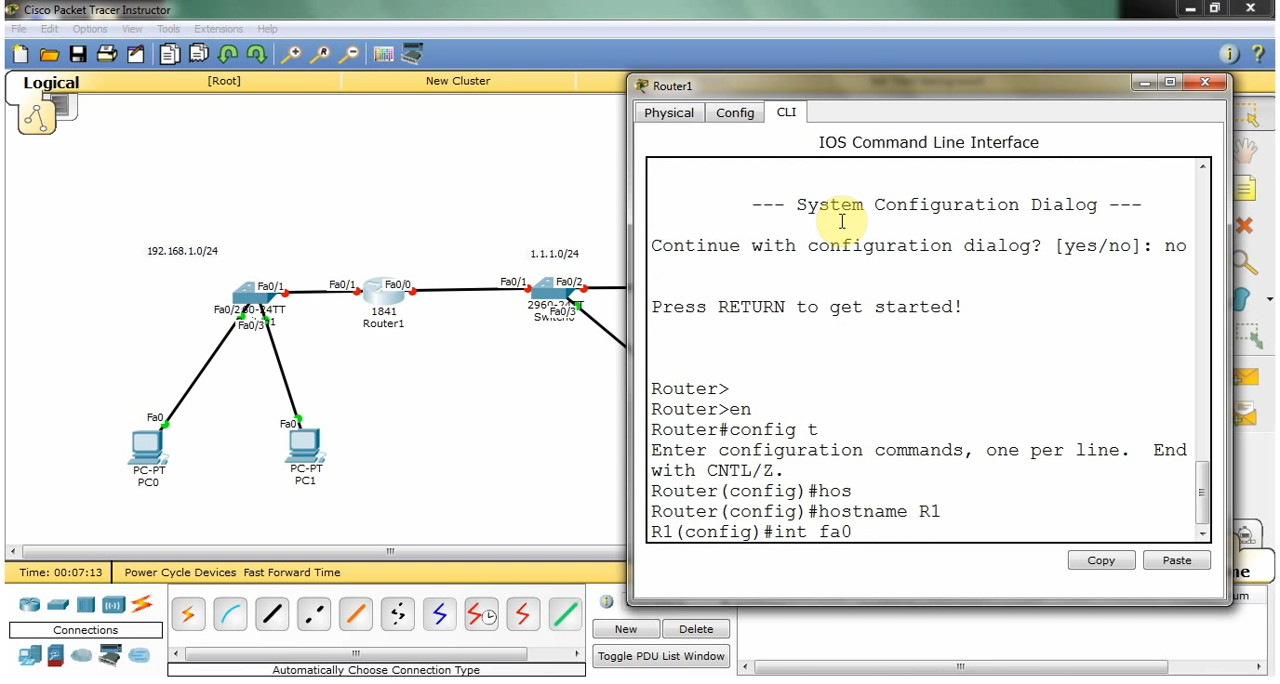 Cisco Packet Tracer Instructor
File Edit Options View Tools Extensions Help
Logical
[Root]
New Cluster
192.168.1.0/24
Fa0/1
Fa0/2
60-24TT
Fa0/3
Fa0/1
Fa0/0
1841
Router1
1.1.1.0/24
Fa0/1
Fa0/2
2960-24TT
Fa0/3
Fa0
PC-PT
PC0
Fa0
PC-PT
PC1
Router1
Physical Config CLI
IOS Command Line Interface
--- System Configuration Dialog ---
Continue with configuration dialog? [yes/no]: no
Press RETURN to get started!
Router>
Router>en
Router#config t
Enter configuration commands, one per line. End
with CNTL/Z.
Router(config)#hos
Router(config)#hostname R1
R1(config)#int fa0
Copy Paste
Time: 00:07:13 Power Cycle Devices Fast Forward Time
Connections
Automatically Choose Connection Type
New Delete
Toggle PDU List Window